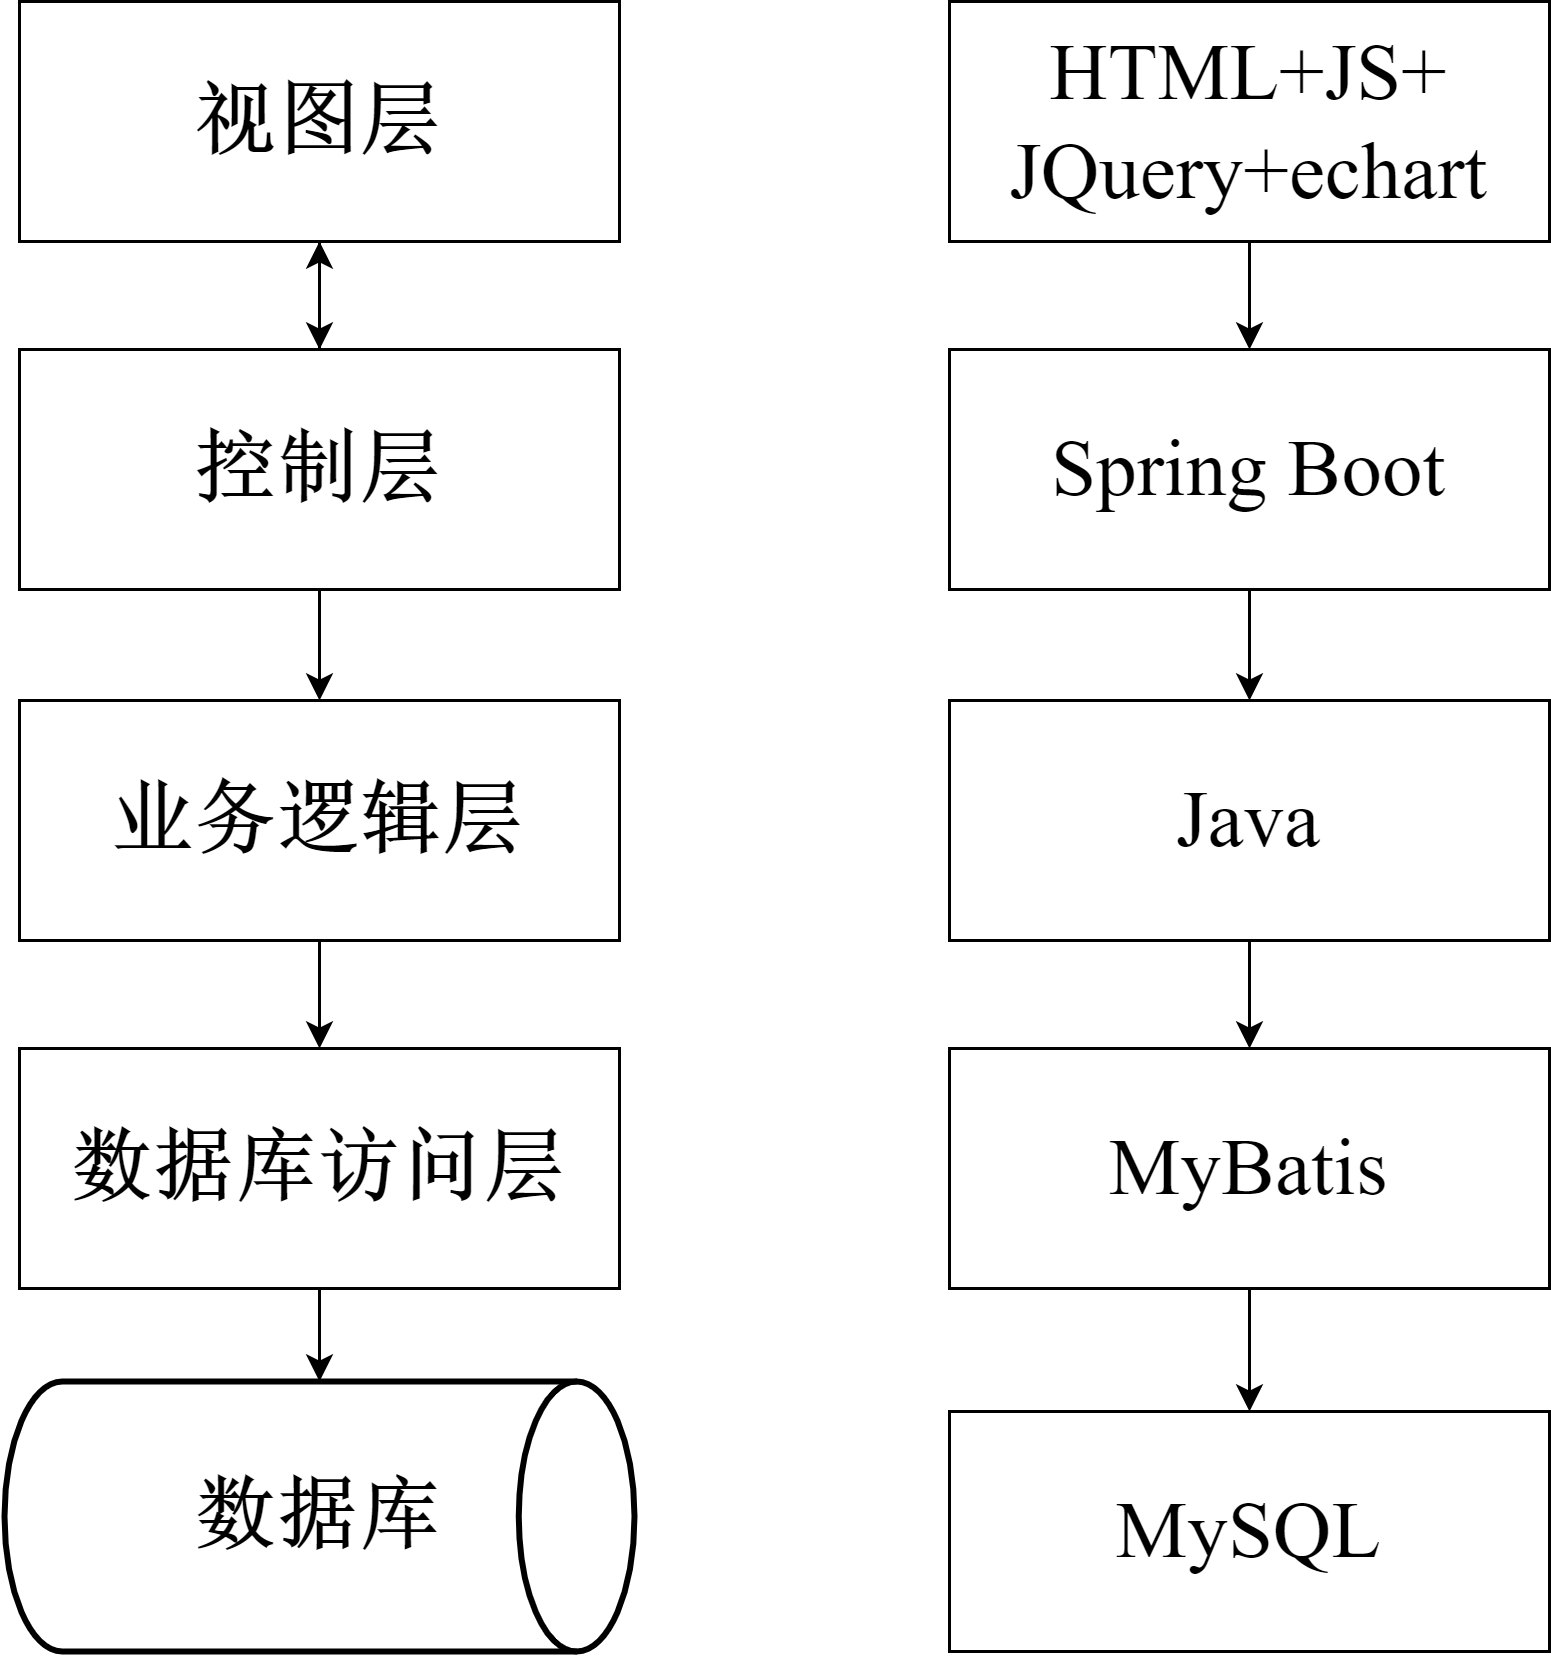 视图层
HTML+JS+
JQuery+echart
控制层
Spring Boot
业务逻辑层
Java
数据库访问层
MyBatis
数据库
MySQL